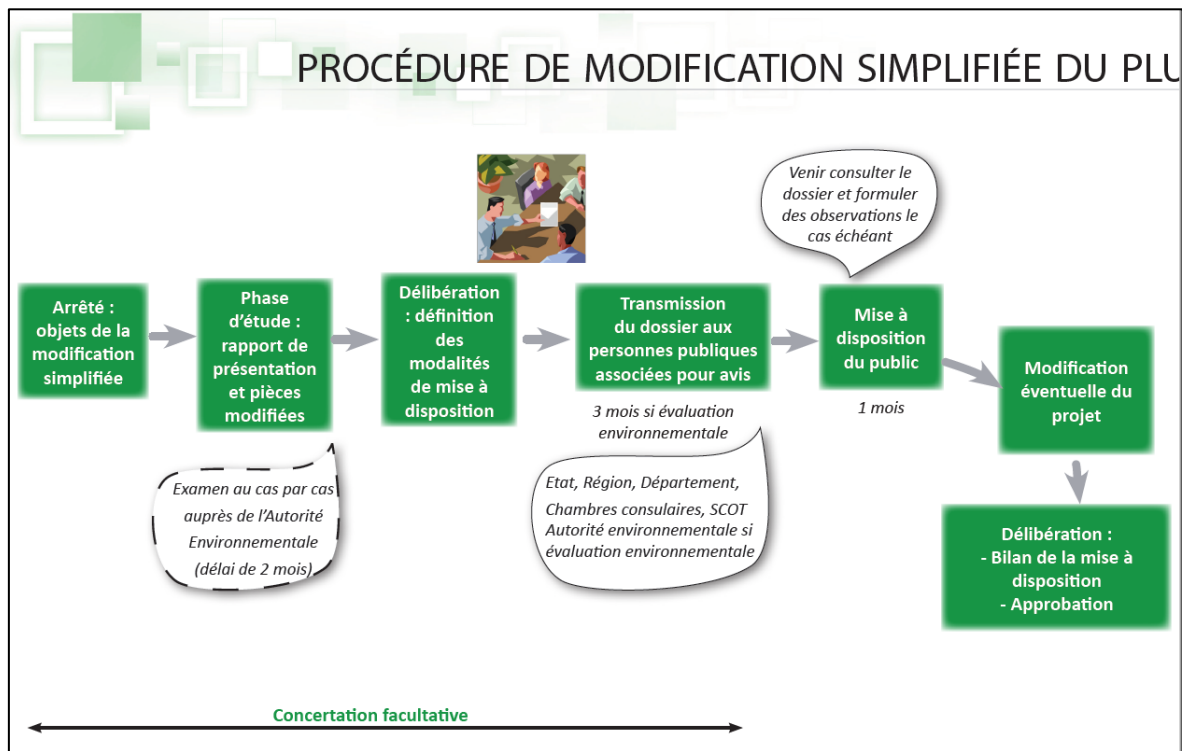 PROCÉDURE DE MODIFICATION SIMPLIFIÉE DU PLU
Venir consulter le
dossier et formuler
des observations le
cas échéant
Arrêté :
objets de la
modification
simplifiée
Phase
d’étude :
rapport de
présentation
et pièces
modifiées
Délibération
: définition
des
modalités
de mise à
disposition
Transmission
du dossier aux
personnes publiques
associées pour avis
Mise à
disposition
du public
Modification
éventuelle du
projet
3 mois si évaluation
environnementale
1 mois
Examen au cas par cas
auprès de l’Autorité
Environnementale
(délai de 2 mois)
Etat, Région, Département,
Chambres consulaires, SCOT
Autorité environnementale si
évaluation environnementale
Délibération :
- Bilan de la mise à
disposition
- Approbation
Concertation facultative